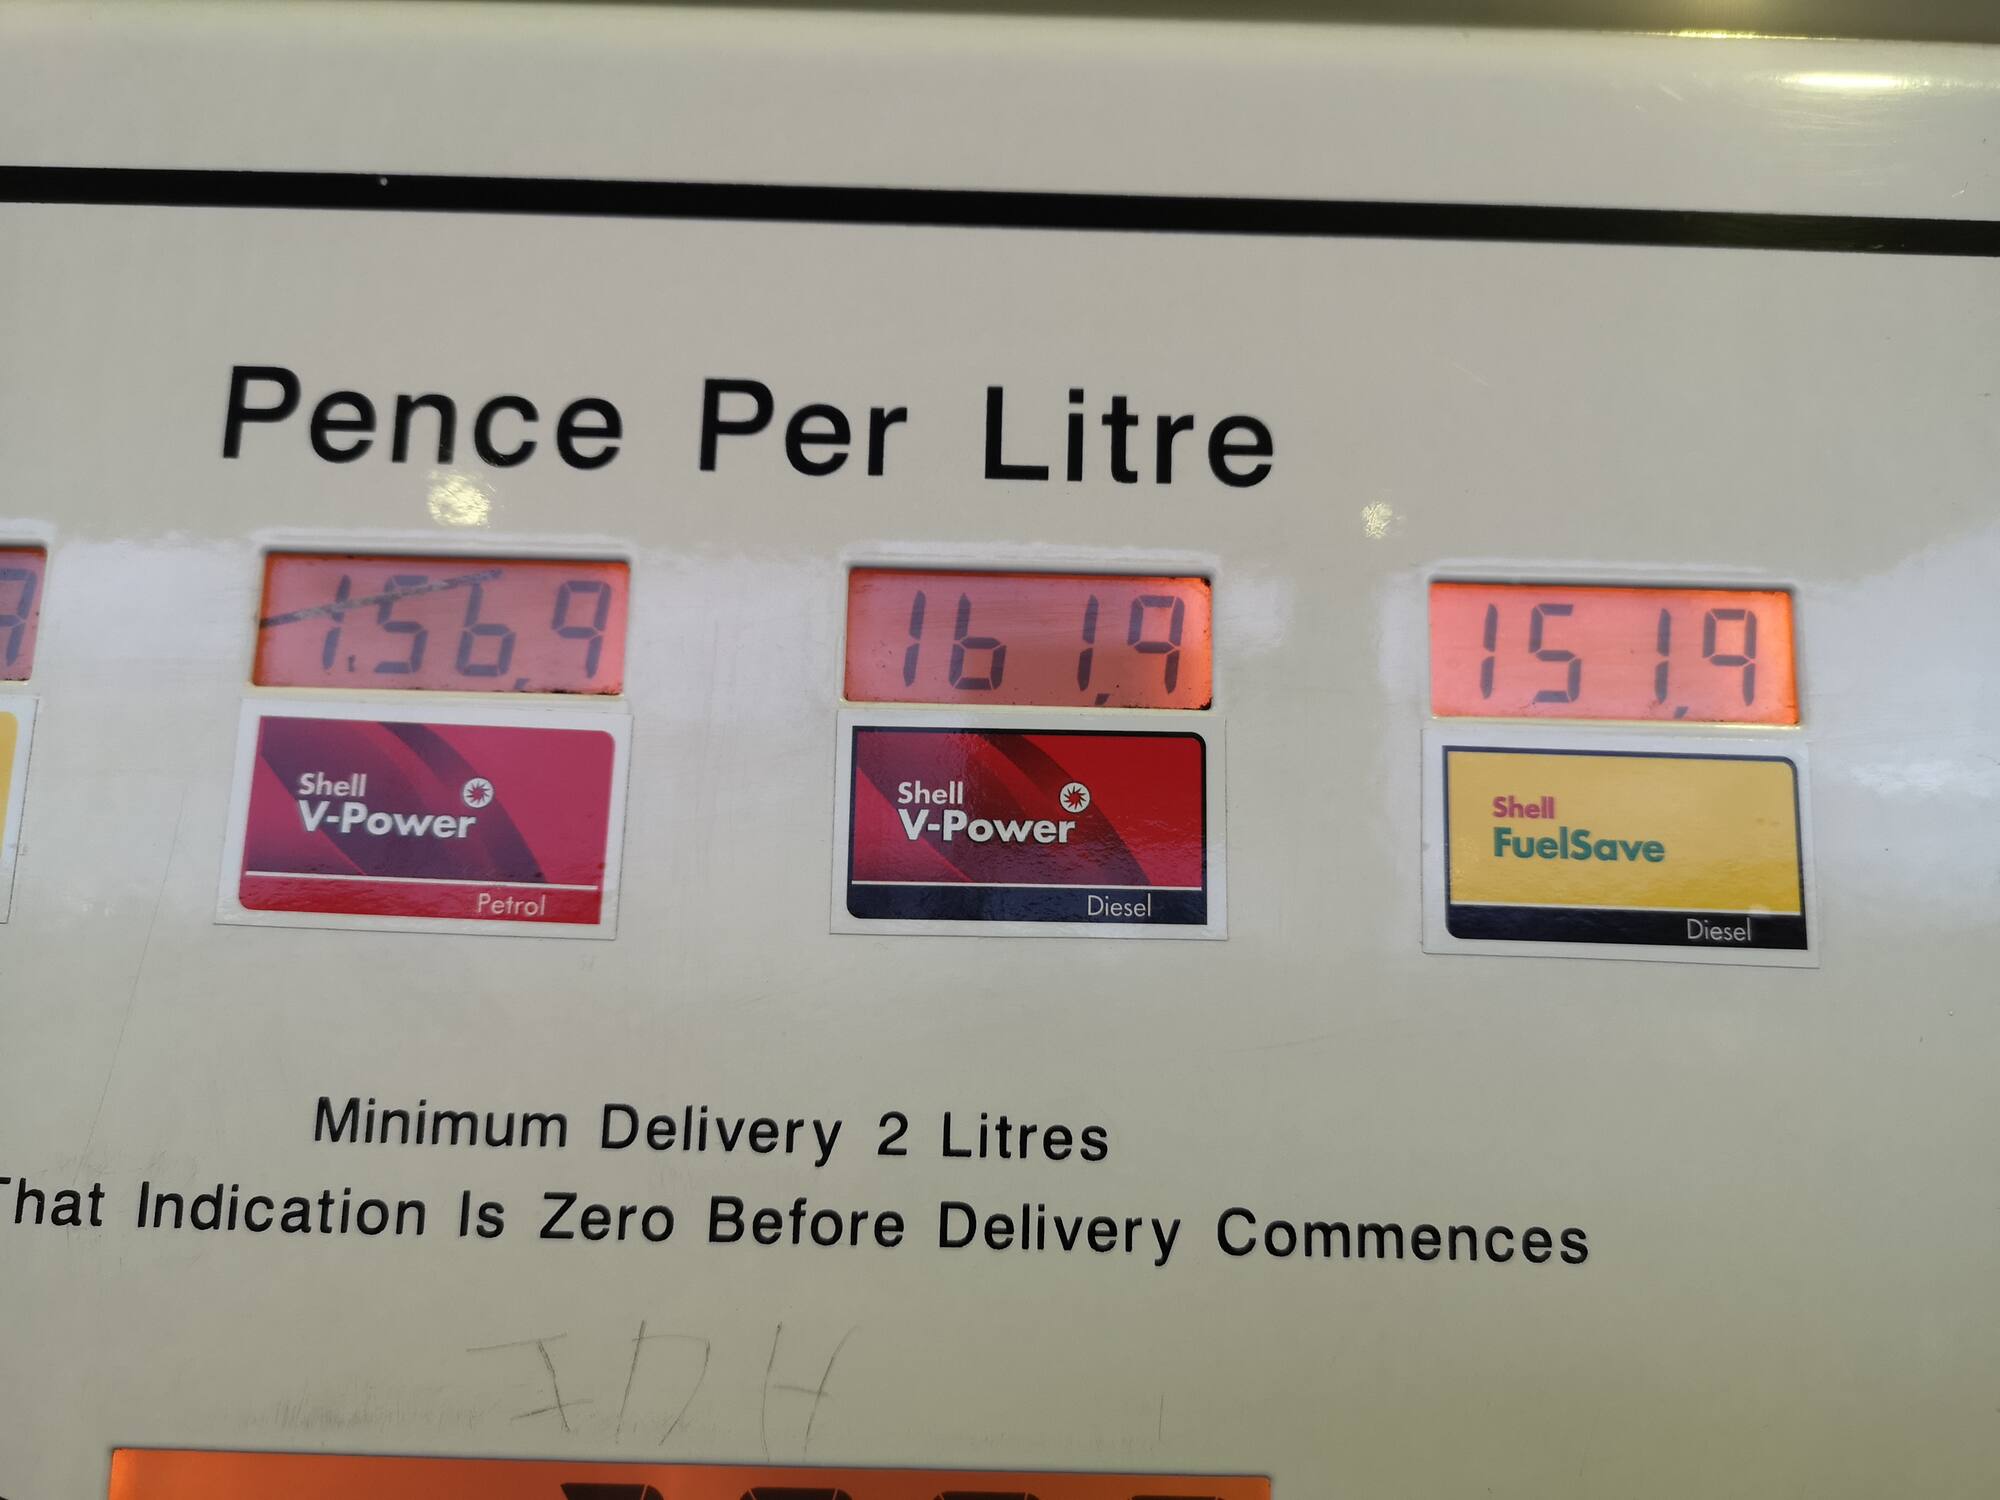 Pence Per Litre
156,9
161,9
151,9
Shell
V-Power
Petrol
Shell
V-Power
Diesel
Shell
FuelSave
Diesel
Minimum Delivery 2 Litres
That Indication Is Zero Before Delivery Commences
IDH